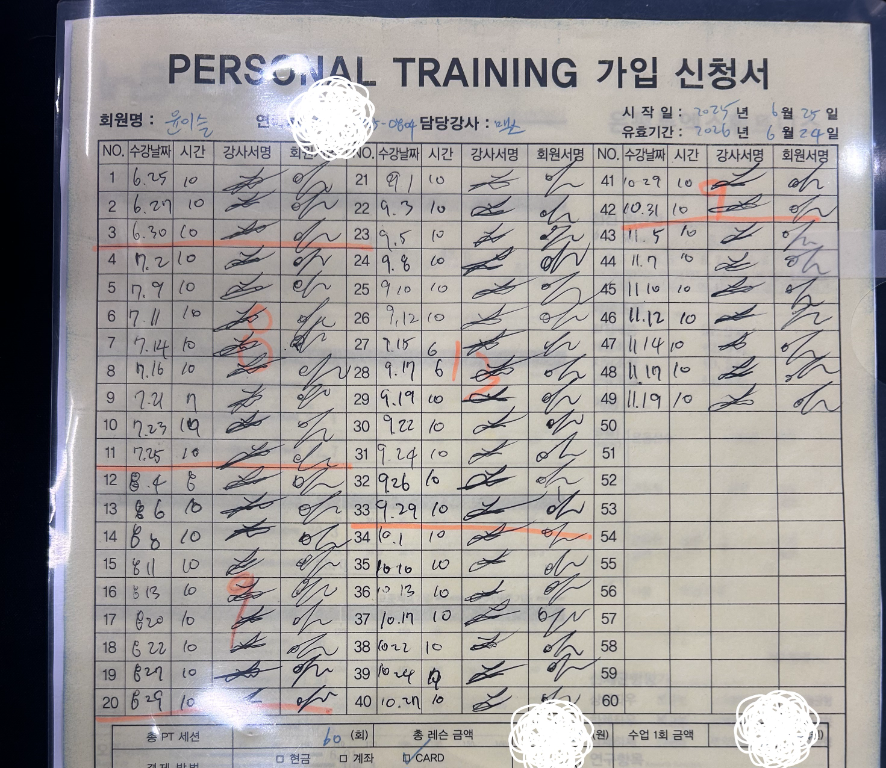 PERSONAL TRAINING 가입 신청서
시 작 일 : 2025 년 6 월 25 일
회원명 : 윤이슬 5-0804 담당강사 : 맥스
유효기간 : 2026 년 6 월 24 일
NO. 수강날짜 시간 강사서명 NO. 수강날짜 시간 강사서명 회원서명 NO. 수강날짜 시간 강사서명 회원서명
1 6.25 10 21 9.1 10 41 10.29 10
2 6.27 10 22 9.3 10 42 10.31 10
3 6.30 10 23 9.5 10 43 11.5 10
4 7.2 10 24 9.8 10 44 11.7 10
5 7.9 10 25 9.10 10 45 11.10 10
6 7.11 10 26 9.12 10 46 11.12 10
7 7.14 10 27 9.15 6 47 11.14 10
8 7.16 10 28 9.17 6 48 11.17 10
9 7.21 7 29 9.19 10 49 11.19 10
10 7.23 10 30 9.22 10 50
11 7.25 10 31 9.24 10 51
12 8.4 8 32 9.26 10 52
13 8.6 10 33 9.29 10 53
14 8.8 10 34 10.1 10 54
15 8.11 10 35 10.10 10 55
16 8.13 10 36 10.13 10 56
17 8.20 10 37 10.17 10 57
18 8.22 10 38 10.22 10 58
19 8.27 10 39 10.24 59
20 8.29 10 40 10.27 10 60
8
13
9
9
총 PT 세션 60 (회) 총 레슨 금액 (원) 수업 1회 금액
결제 방법 □ 현금 □ 계좌 ☑ CARD